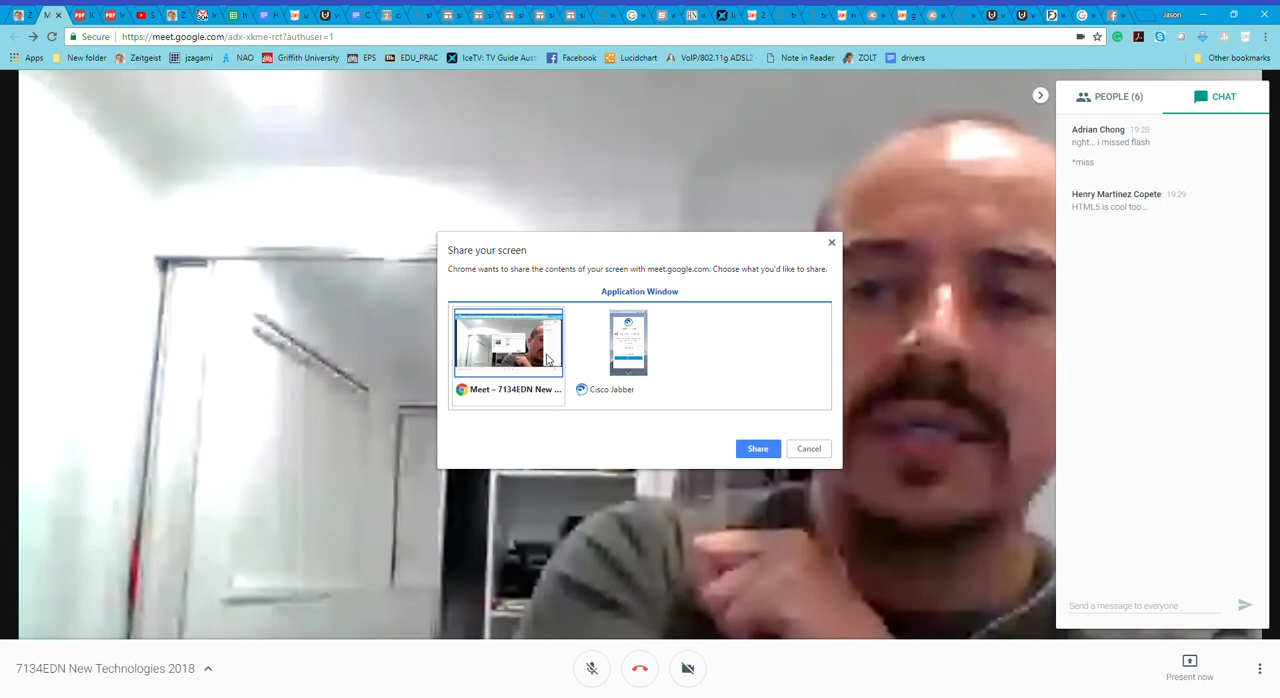 Jason
Secure
https://meet.google.com/adx-xkme-rct?authuser=1
Apps
New folder
Zeitgeist
jzagami
NAO
Griffith University
EPS
EDU_PRAC
IceTV: TV Guide Aust
Facebook
Lucidchart
VoIP/802.11g ADSL2
Note in Reader
ZOLT
drivers
Other bookmarks
PEOPLE (6)
CHAT
Adrian Chong 19:28
right... i missed flash
*miss
Henry Martinez Copete 19:29
HTML5 is cool too...
Share your screen
Chrome wants to share the contents of your screen with meet.google.com. Choose what you'd like to share.
Application Window
Meet – 7134EDN New ...
Cisco Jabber
Share
Cancel
Send a message to everyone
7134EDN New Technologies 2018
Present now